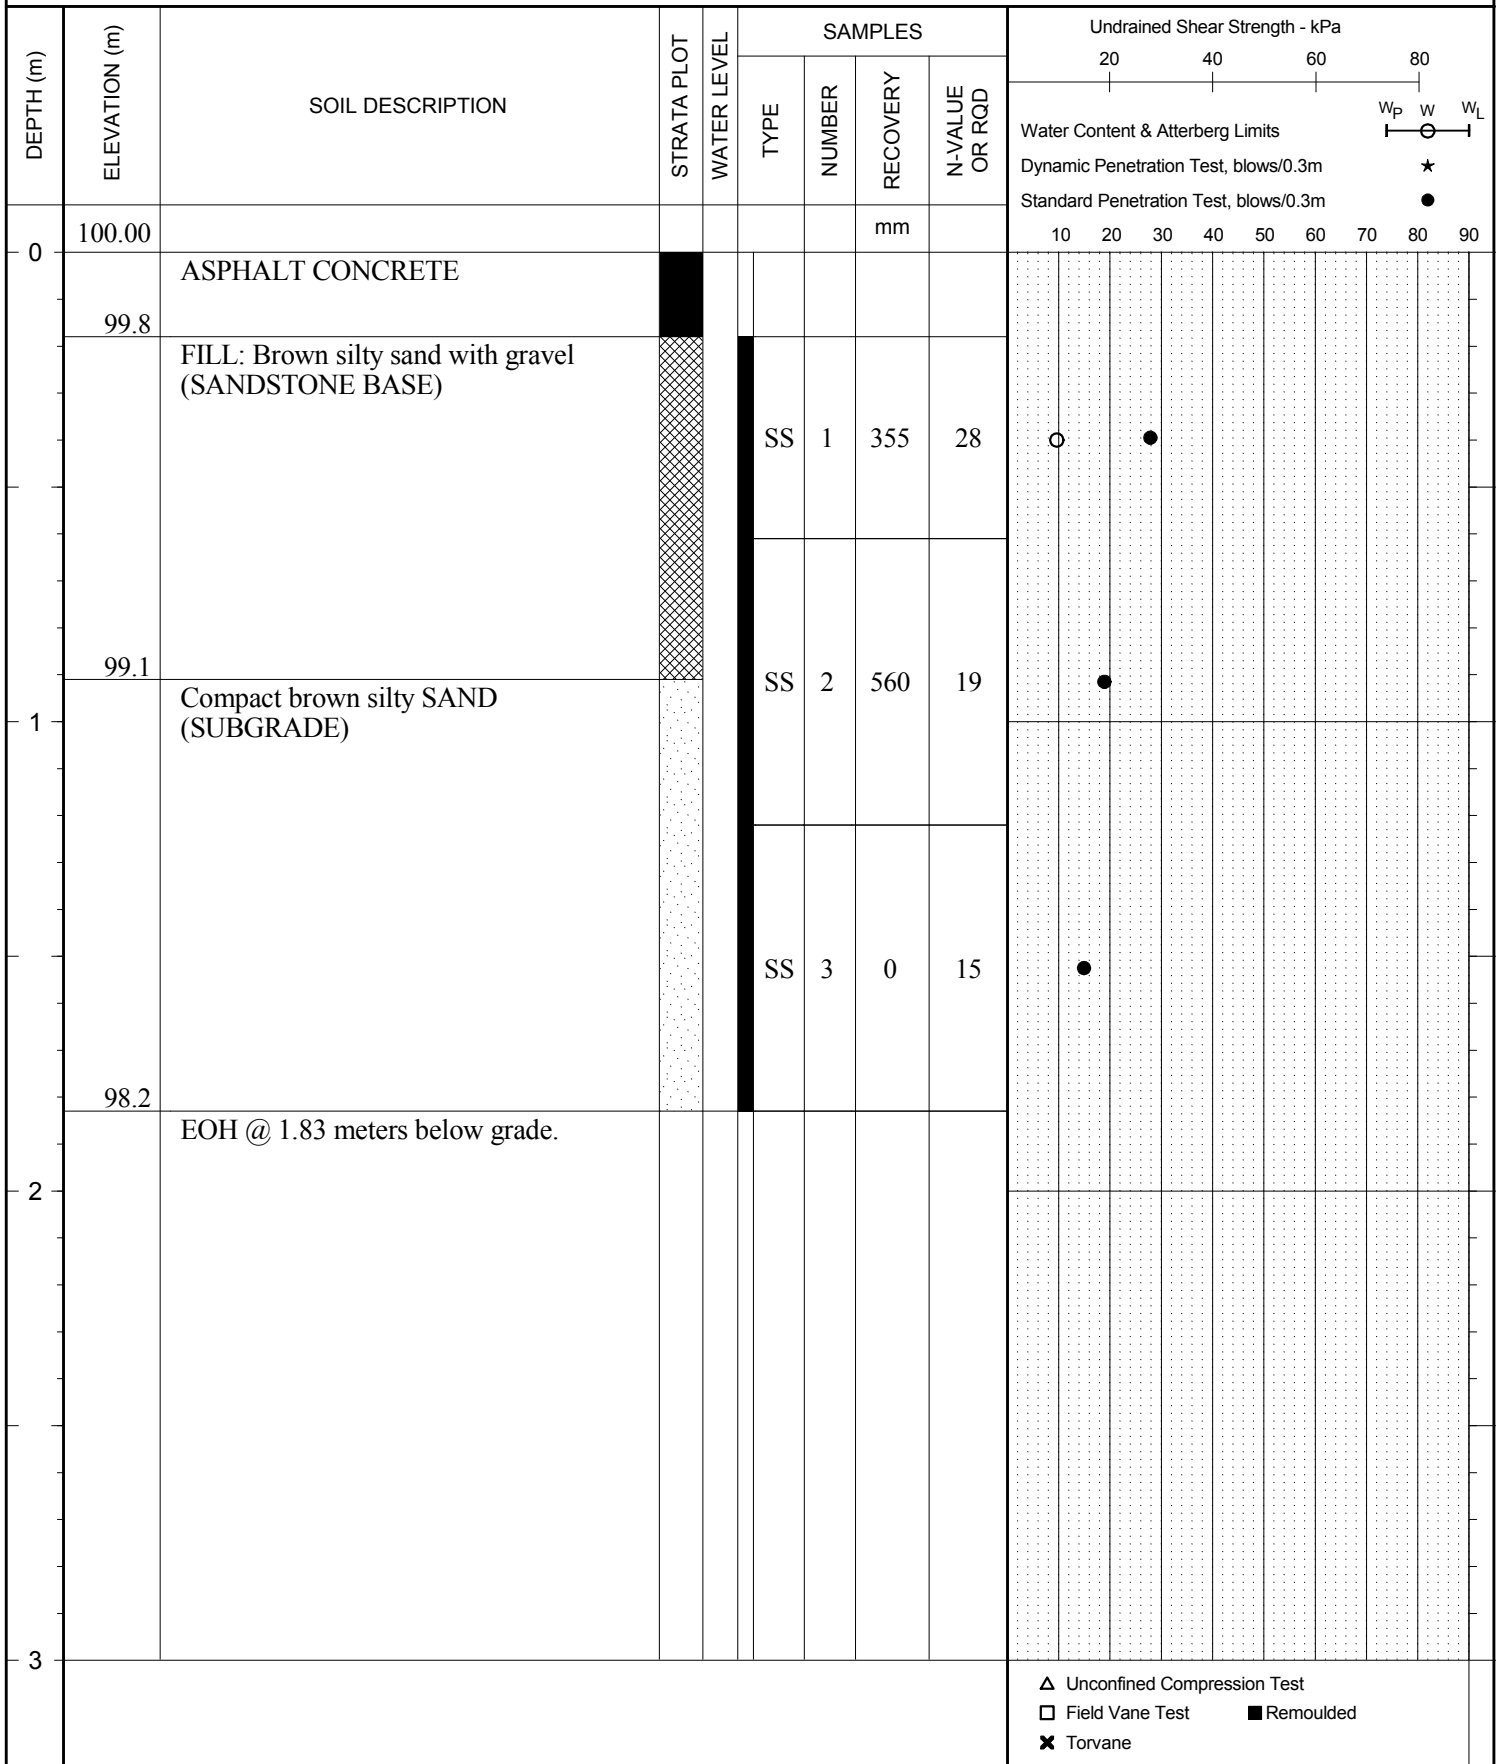 DEPTH (m)
ELEVATION (m)
SOIL DESCRIPTION
STRATA PLOT
WATER LEVEL
SAMPLES
TYPE
NUMBER
RECOVERY
N-VALUE
OR RQD
Undrained Shear Strength - kPa
20 40 60 80
Water Content & Atterberg Limits
WP W WL
Dynamic Penetration Test, blows/0.3m
Standard Penetration Test, blows/0.3m
100.00
mm
10 20 30 40 50 60 70 80 90
0
ASPHALT CONCRETE
99.8
FILL: Brown silty sand with gravel
(SANDSTONE BASE)
SS 1 355 28
99.1
SS 2 560 19
Compact brown silty SAND
(SUBGRADE)
1
SS 3 0 15
98.2
EOH @ 1.83 meters below grade.
2
3
Unconfined Compression Test
Field Vane Test
Remoulded
Torvane